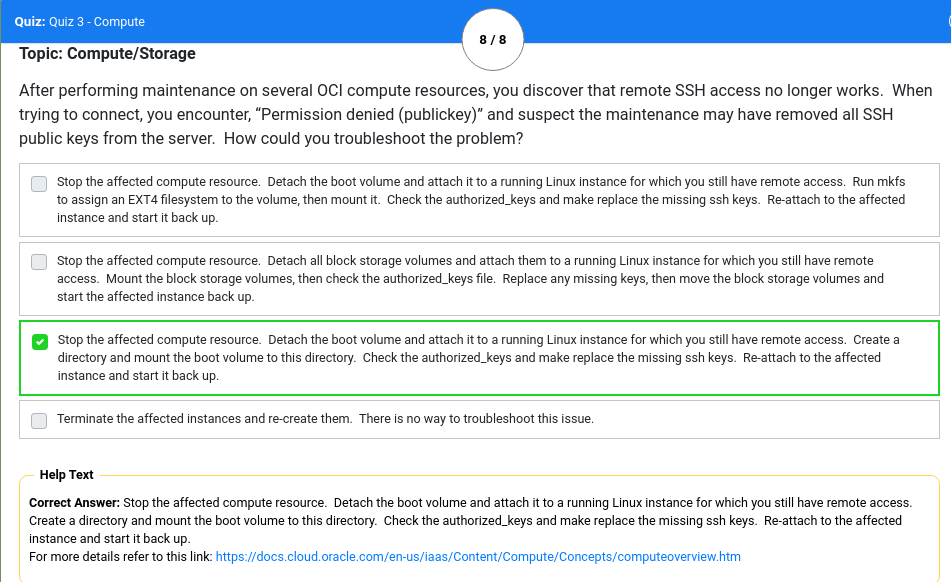 Quiz: Quiz 3 - Compute
8 / 8
Topic: Compute/Storage
After performing maintenance on several OCI compute resources, you discover that remote SSH access no longer works.  When
trying to connect, you encounter, “Permission denied (publickey)” and suspect the maintenance may have removed all SSH
public keys from the server.  How could you troubleshoot the problem?
Stop the affected compute resource.  Detach the boot volume and attach it to a running Linux instance for which you still have remote access.  Run mkfs
to assign an EXT4 filesystem to the volume, then mount it.  Check the authorized_keys and make replace the missing ssh keys.  Re-attach to the affected
instance and start it back up.
Stop the affected compute resource.  Detach all block storage volumes and attach them to a running Linux instance for which you still have remote
access.  Mount the block storage volumes, then check the authorized_keys file.  Replace any missing keys, then move the block storage volumes and
start the affected instance back up.
Stop the affected compute resource.  Detach the boot volume and attach it to a running Linux instance for which you still have remote access.  Create a
directory and mount the boot volume to this directory.  Check the authorized_keys and make replace the missing ssh keys.  Re-attach to the affected
instance and start it back up.
Terminate the affected instances and re-create them.  There is no way to troubleshoot this issue.
Help Text
Correct Answer: Stop the affected compute resource.  Detach the boot volume and attach it to a running Linux instance for which you still have remote access.
Create a directory and mount the boot volume to this directory.  Check the authorized_keys and make replace the missing ssh keys.  Re-attach to the affected
instance and start it back up.
For more details refer to this link: https://docs.cloud.oracle.com/en-us/iaas/Content/Compute/Concepts/computeoverview.htm